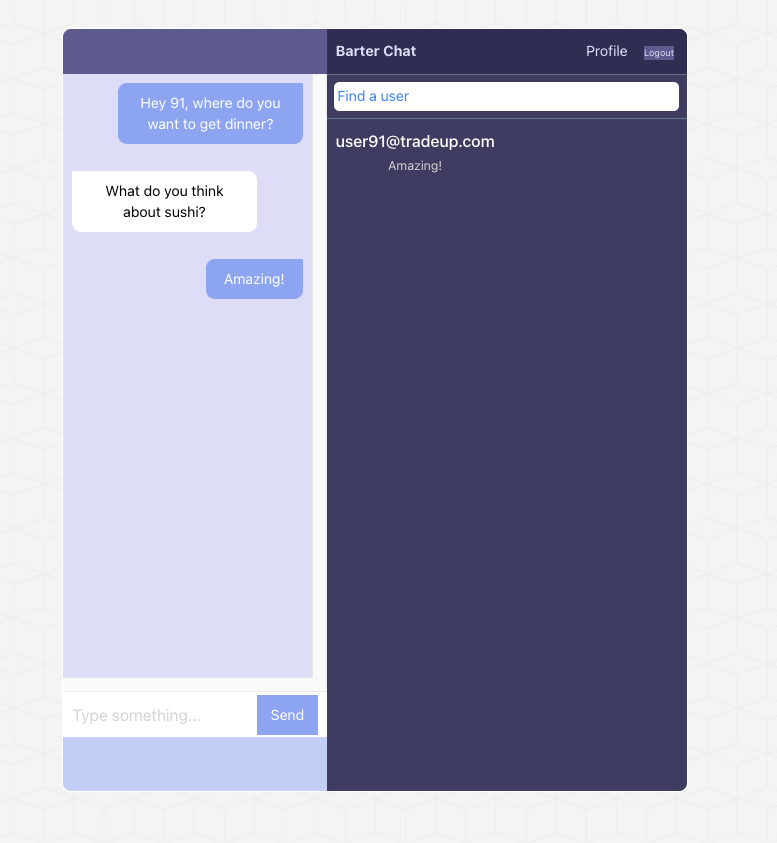 Barter Chat
Profile
Logout
Hey 91, where do you
want to get dinner?
What do you think
about sushi?
Amazing!
Type something...
Send
Find a user
user91@tradeup.com
Amazing!